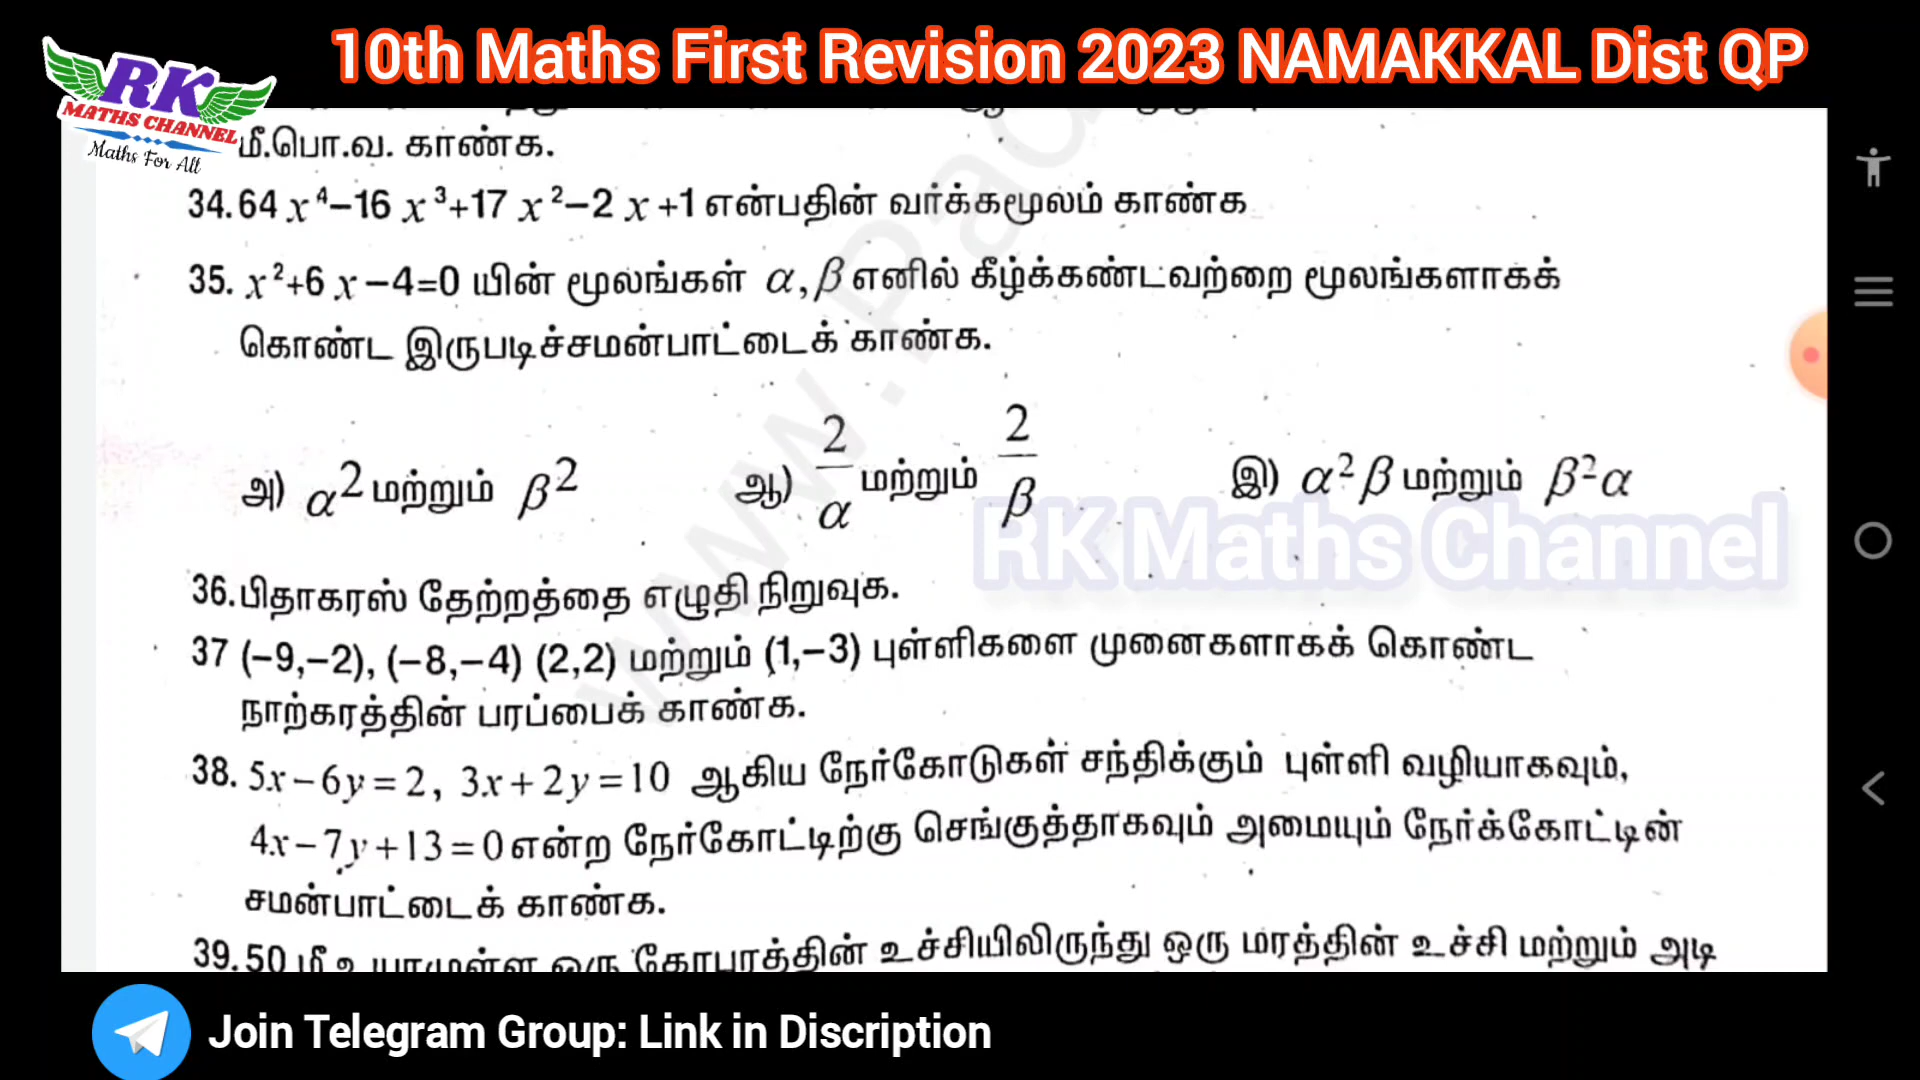 10th Maths First Revision 2023 NAMAKKAL Dist QP
RK
MATHS CHANNEL
Maths For All
மீ.பொ.வ. காண்க.
34. 64 x⁴−16 x³+17 x²−2 x +1 என்பதின் வர்க்கமூலம் காண்க
35. x²+6 x −4=0 யின் மூலங்கள் α, β எனில் கீழ்க்கண்டவற்றை மூலங்களாகக்
கொண்ட இருபடிச்சமன்பாட்டைக் காண்க.
அ) α² மற்றும் β² ஆ) 2/α மற்றும் 2/β இ) α²β மற்றும் β²α
RK Maths Channel
36. பிதாகரஸ் தேற்றத்தை எழுதி நிறுவுக.
37 (−9,−2), (−8,−4) (2,2) மற்றும் (1,−3) புள்ளிகளை முனைகளாகக் கொண்ட
நாற்கரத்தின் பரப்பைக் காண்க.
38. 5x−6y=2, 3x+2y=10 ஆகிய நேர்கோடுகள் சந்திக்கும் புள்ளி வழியாகவும்,
4x−7y+13=0 என்ற நேர்கோட்டிற்கு செங்குத்தாகவும் அமையும் நேர்க்கோட்டின்
சமன்பாட்டைக் காண்க.
39. 50 மீ உயரமுள்ள ஒரு கோபுரத்தின் உச்சியிலிருந்து ஒரு மரத்தின் உச்சி மற்றும் அடி
Join Telegram Group: Link in Discription